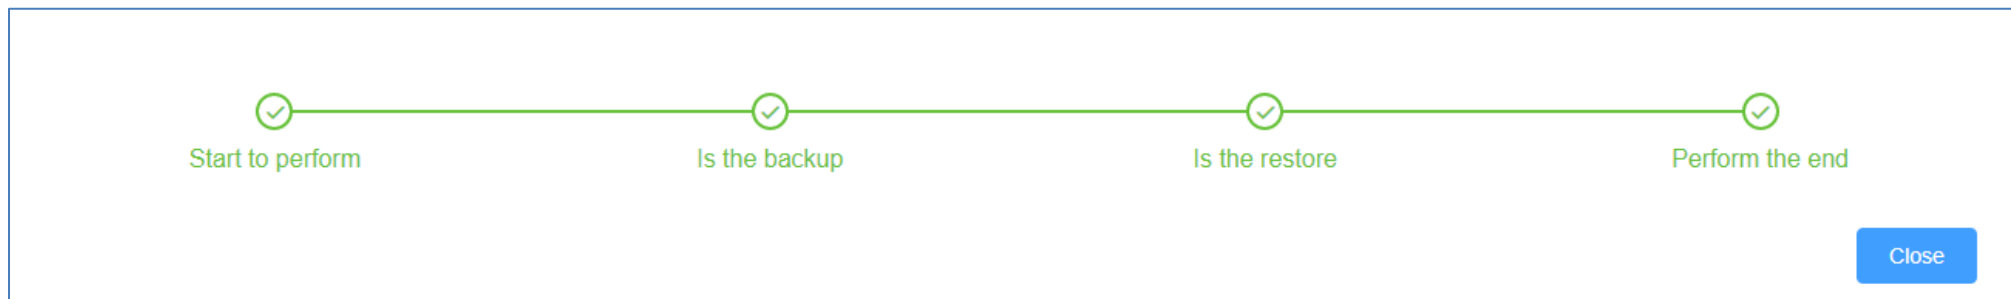 Start to perform
Is the backup
Is the restore
Perform the end
Close